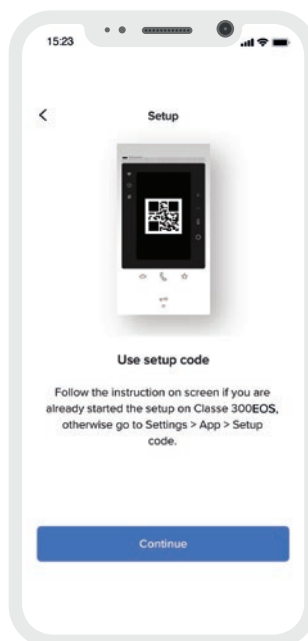 15:23
Setup
Use setup code
Follow the instruction on screen if you are
already started the setup on Classe 300EOS,
otherwise go to Settings > App > Setup
code.
Continue